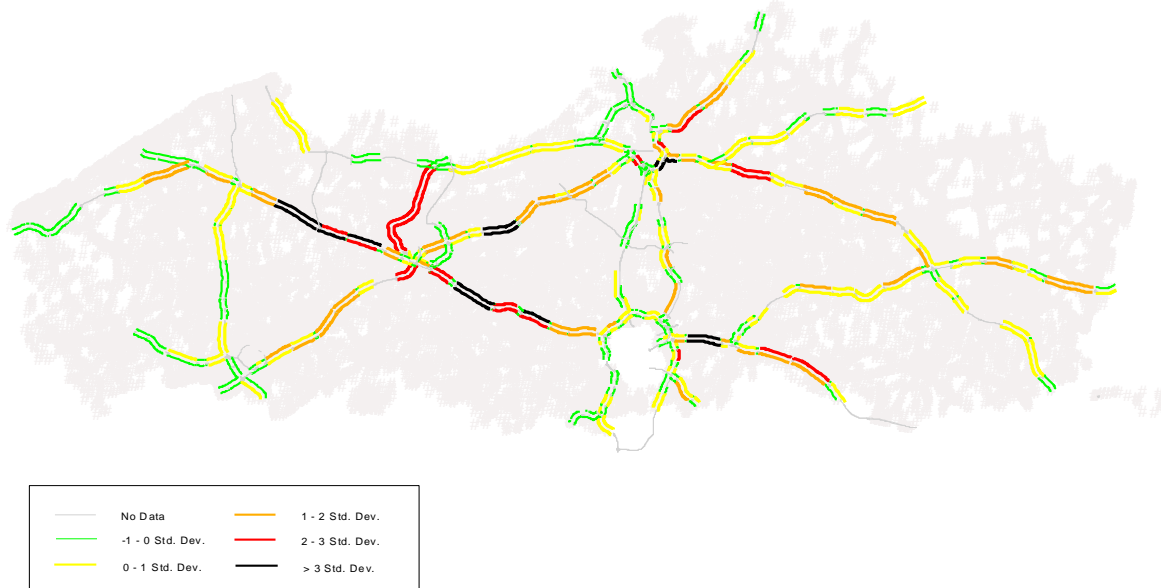 No Data
-1 - 0 Std. Dev.
0 - 1 Std. Dev.
1 - 2 Std. Dev.
2 - 3 Std. Dev.
> 3 Std. Dev.